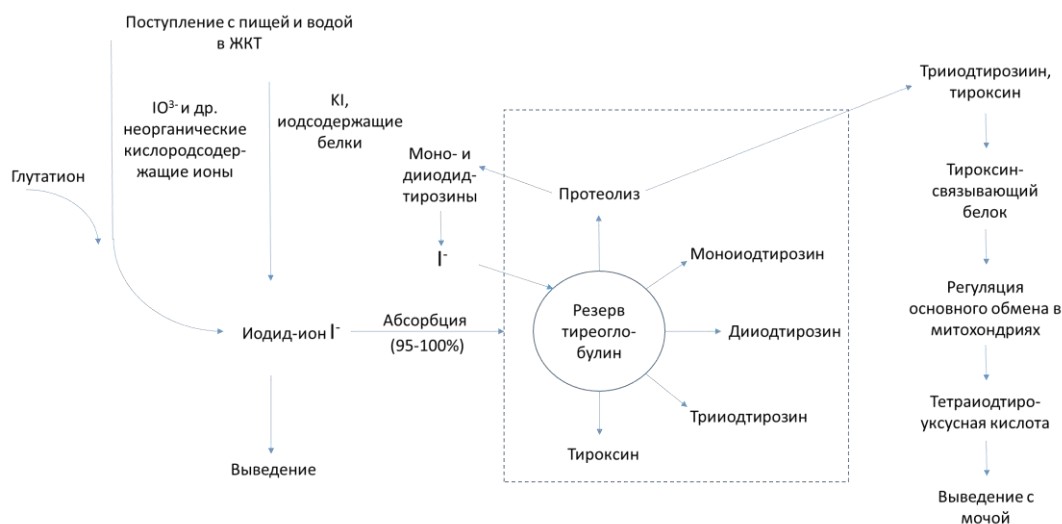 Поступление с пищей и водой
в ЖКТ
IO³⁻ и др.
неорганические
кислородсодер-
жащие ионы
KI,
иодсодержащие
белки
Глутатион
Моно- и
дииодид-
тирозины
I⁻
Иодид-ион I⁻
Абсорбция
(95-100%)
Выведение
Протеолиз
Резерв
тиреогло-
булин
Моноиодтирозин
Дииодтирозин
Трииодтирозин
Тироксин
Трииодтирозиин,
тироксин
Тироксин-
связывающий
белок
Регуляция
основного обмена в
митохондриях
Тетраиодтиро-
уксусная кислота
Выведение с
мочой